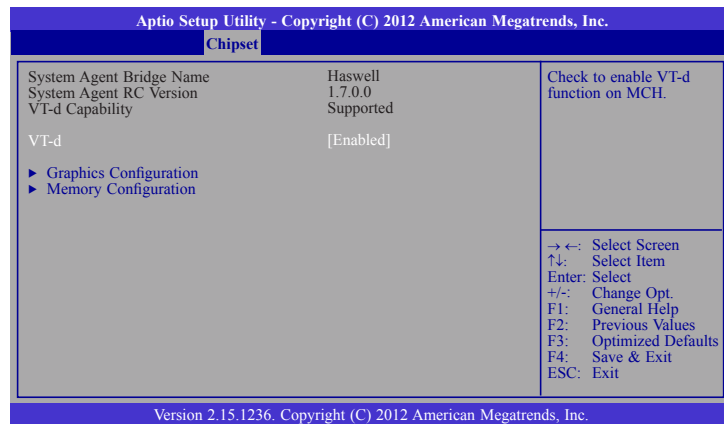 Aptio Setup Utility - Copyright (C) 2012 American Megatrends, Inc.
Chipset
System Agent Bridge Name Haswell
System Agent RC Version 1.7.0.0
VT-d Capability Supported
VT-d [Enabled]
► Graphics Configuration
► Memory Configuration
Check to enable VT-d
function on MCH.
→ ←: Select Screen
↑↓: Select Item
Enter: Select
+/-: Change Opt.
F1: General Help
F2: Previous Values
F3: Optimized Defaults
F4: Save & Exit
ESC: Exit
Version 2.15.1236. Copyright (C) 2012 American Megatrends, Inc.